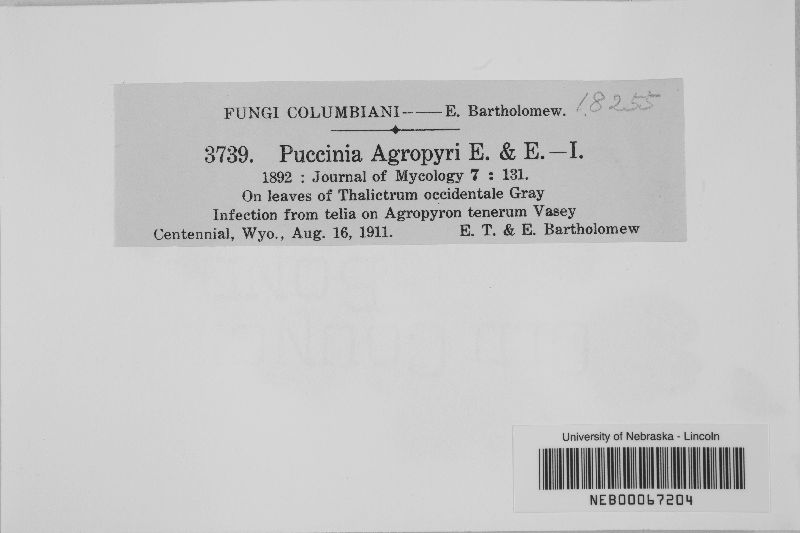 FUNGI COLUMBIANI——E. Bartholomew. 18255
3739. Puccinia Agropyri E. & E.—I.
1892 : Journal of Mycology 7 : 131.
On leaves of Thalictrum occidentale Gray
Infection from telia on Agropyron tenerum Vasey
Centennial, Wyo., Aug. 16, 1911. E. T. & E. Bartholomew
University of Nebraska - Lincoln
NEB00067204